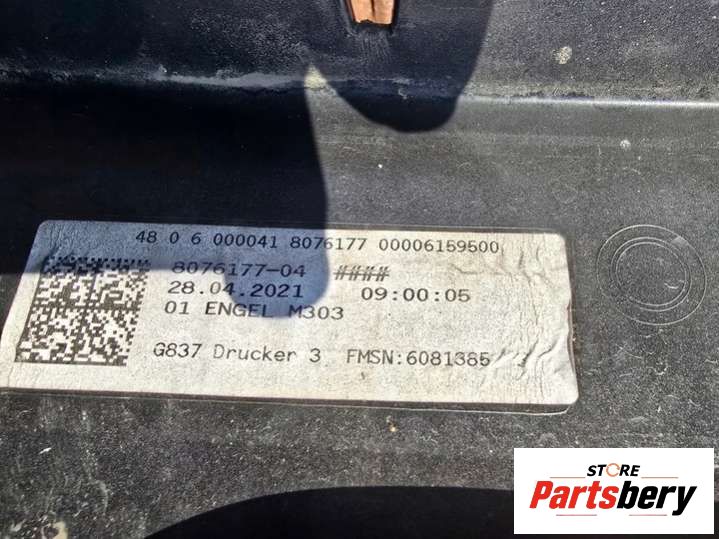 48 0 6 000041 8076177 00006159500
8076177-04 ####
28.04.2021 09:00:05
01 ENGEL M303
G837 Drucker 3 FMSN:6081385
STORE
Partsbery